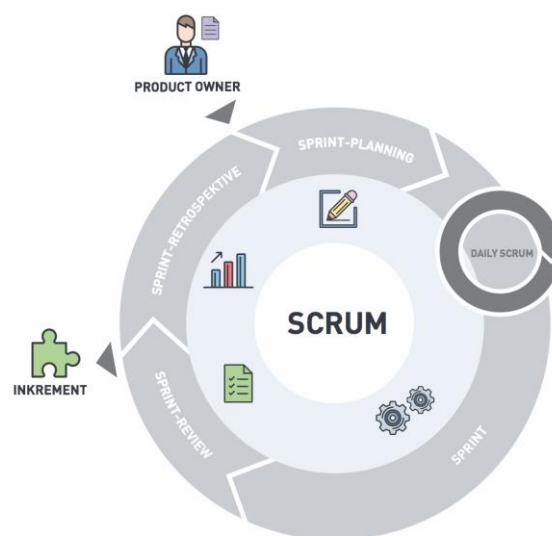 PRODUCT OWNER
SPRINT-PLANNING
SPRINT-RETROSPEKTIVE
DAILY SCRUM
SCRUM
INKREMENT
SPRINT-REVIEW
SPRINT